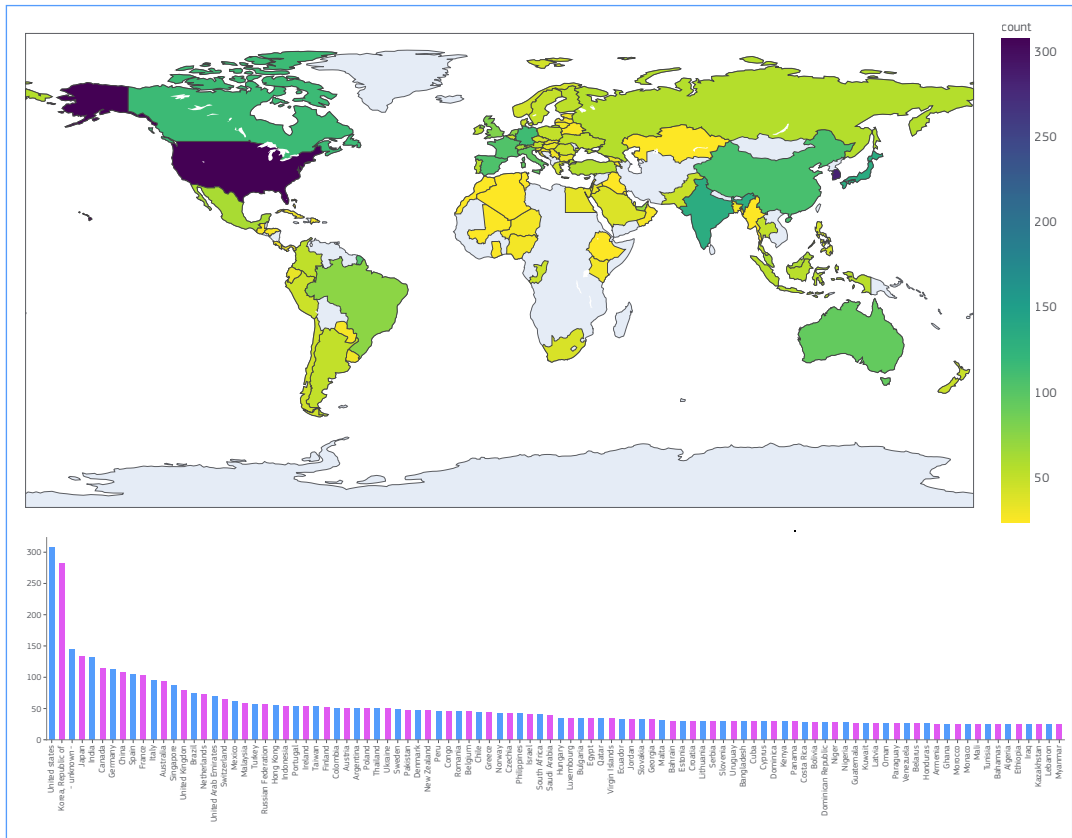 count
300
250
200
150
100
50
300
250
200
150
100
50
0
United states
Korea, Republic of
- unknown -
Japan
India
Canada
Germany
China
Spain
France
Italy
Australia
Singapore
United Kingdom
Brazil
Netherlands
United Arab Emirates
Switzerland
Mexico
Malaysia
Turkey
Russian Federation
Hong Kong
Indonesia
Portugal
Ireland
Taiwan
Finland
Colombia
Austria
Argentina
Poland
Thailand
Ukraine
Sweden
Pakistan
Denmark
New Zealand
Peru
Congo
Romania
Belgium
Chile
Greece
Norway
Czechia
Philippines
Israel
South Africa
Saudi Arabia
Hungary
Luxembourg
Bulgaria
Egypt
Qatar
Virgin Islands
Ecuador
Jordan
Slovakia
Georgia
Malta
Bahrain
Estonia
Croatia
Lithuania
Serbia
Slovenia
Uruguay
Bangladesh
Cuba
Cyprus
Dominica
Kenya
Panama
Costa Rica
Bolivia
Dominican Republic
Niger
Nigeria
Guatemala
Kuwait
Latvia
Oman
Paraguay
Venezuela
Belarus
Honduras
Armenia
Ghana
Morocco
Monaco
Mali
Tunisia
Bahamas
Algeria
Ethiopia
Iraq
Kazakhstan
Lebanon
Myanmar